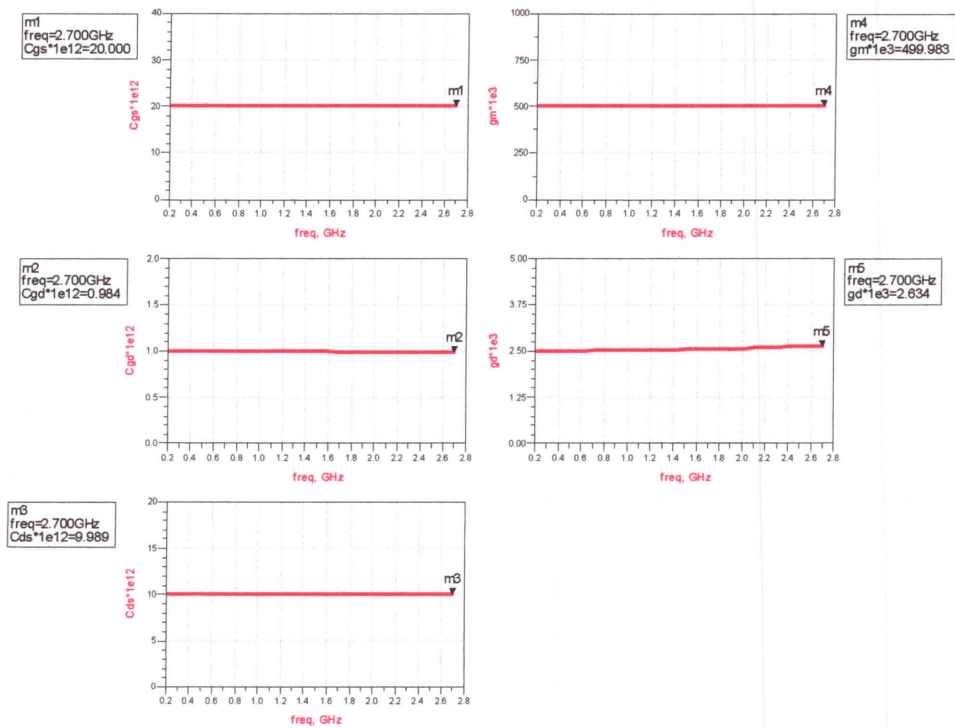 m1
freq=2.700GHz
Cgs*1e12=20.000
Cgs*1e12
40
30
20
10
0
m1
0.2 0.4 0.6 0.8 1.0 1.2 1.4 1.6 1.8 2.0 2.2 2.4 2.6 2.8
freq, GHz
gm*1e3
1000
750
500
250
0
m4
0.2 0.4 0.6 0.8 1.0 1.2 1.4 1.6 1.8 2.0 2.2 2.4 2.6 2.8
freq, GHz
m4
freq=2.700GHz
gm*1e3=499.983
m2
freq=2.700GHz
Cgd*1e12=0.984
Cgd*1e12
2.0
1.5
1.0
0.5
0.0
m2
0.2 0.4 0.6 0.8 1.0 1.2 1.4 1.6 1.8 2.0 2.2 2.4 2.6 2.8
freq, GHz
gd*1e3
5.00
3.75
2.50
1.25
0.00
m5
0.2 0.4 0.6 0.8 1.0 1.2 1.4 1.6 1.8 2.0 2.2 2.4 2.6 2.8
freq, GHz
m5
freq=2.700GHz
gd*1e3=2.634
m3
freq=2.700GHz
Cds*1e12=9.989
Cds*1e12
20
15
10
5
0
m3
0.2 0.4 0.6 0.8 1.0 1.2 1.4 1.6 1.8 2.0 2.2 2.4 2.6 2.8
freq, GHz